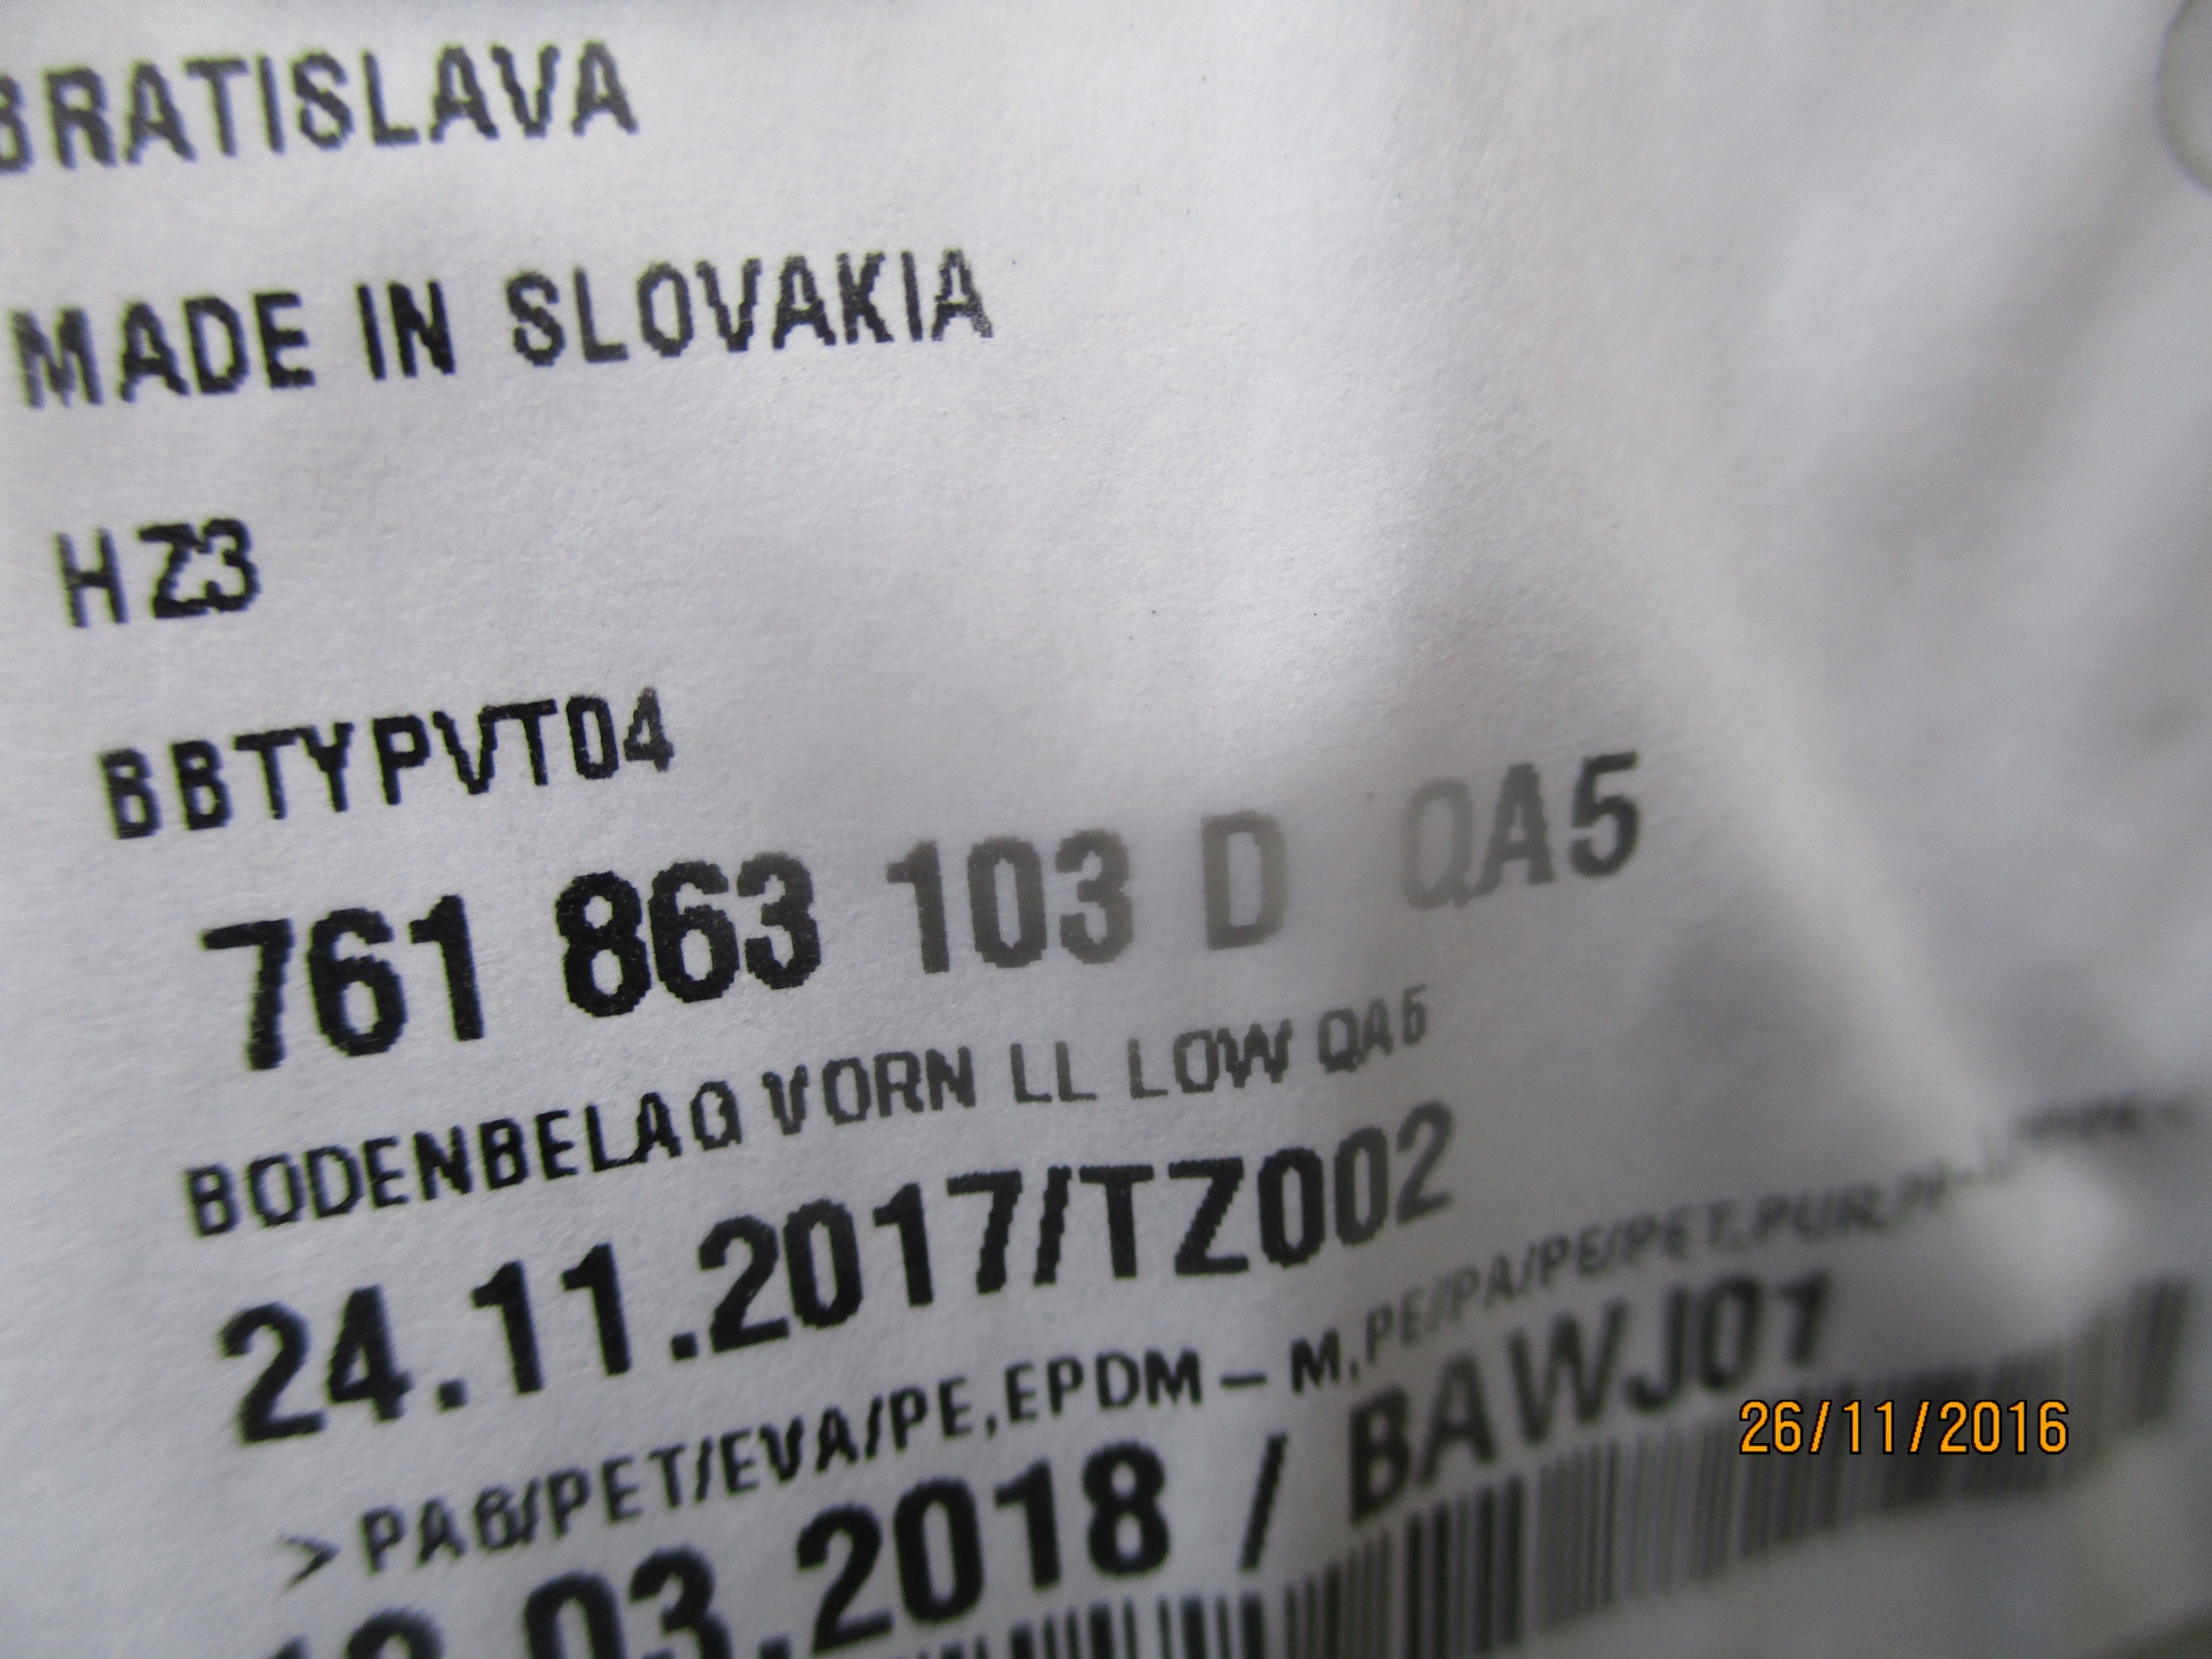 BRATISLAVA
MADE IN SLOVAKIA
HZ3
BBTYPVT04
761 863 103 D QA5
BODENBELAG VORN LL LOW QA5
24.11.2017/TZ002
>PA6/PET/EVA/PE,EPDM-M,PE/PA/PE/PET,PUR,
.03.2018 / BAWJ01
26/11/2016